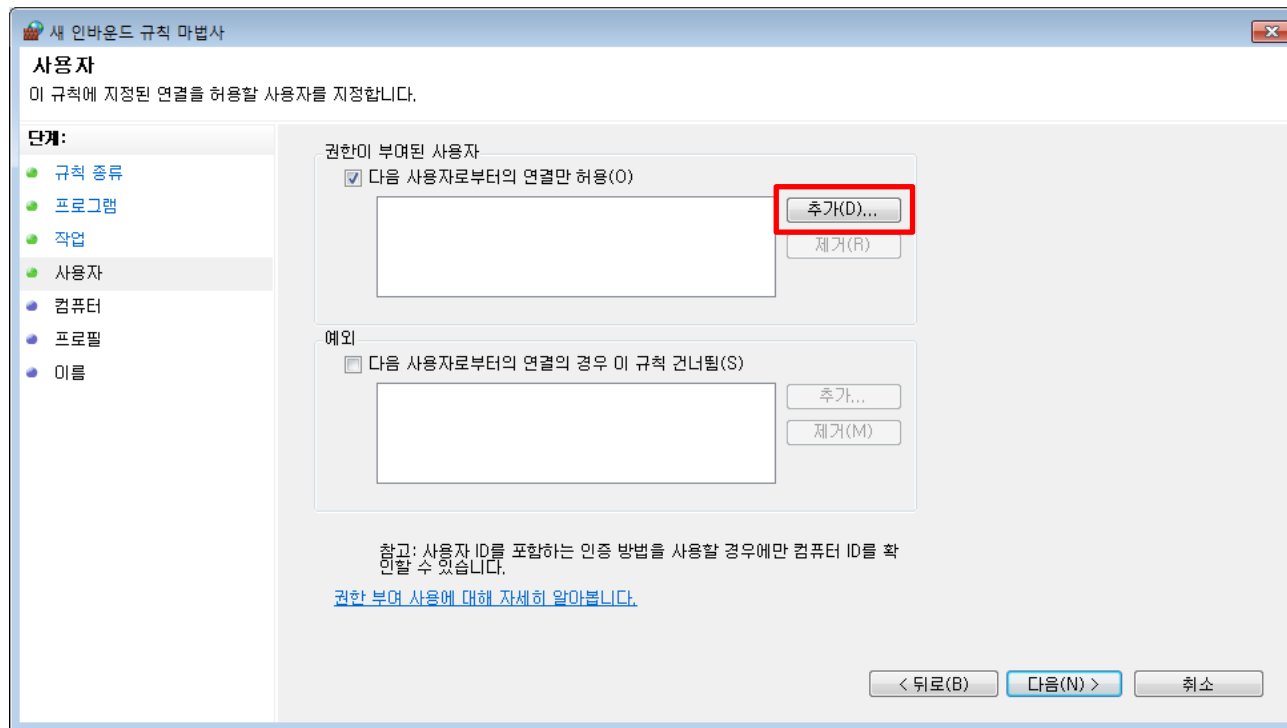 새 인바운드 규칙 마법사
사용자
이 규칙에 지정된 연결을 허용할 사용자를 지정합니다.
단계:
규칙 종류
프로그램
작업
사용자
컴퓨터
프로필
이름
권한이 부여된 사용자
다음 사용자로부터의 연결만 허용(O)
추가(D)...
제거(R)
예외
다음 사용자로부터의 연결의 경우 이 규칙 건너뜀(S)
추가...
제거(M)
참고: 사용자 ID를 포함하는 인증 방법을 사용할 경우에만 컴퓨터 ID를 확
인할 수 있습니다.
권한 부여 사용에 대해 자세히 알아봅니다.
< 뒤로(B)
다음(N) >
취소